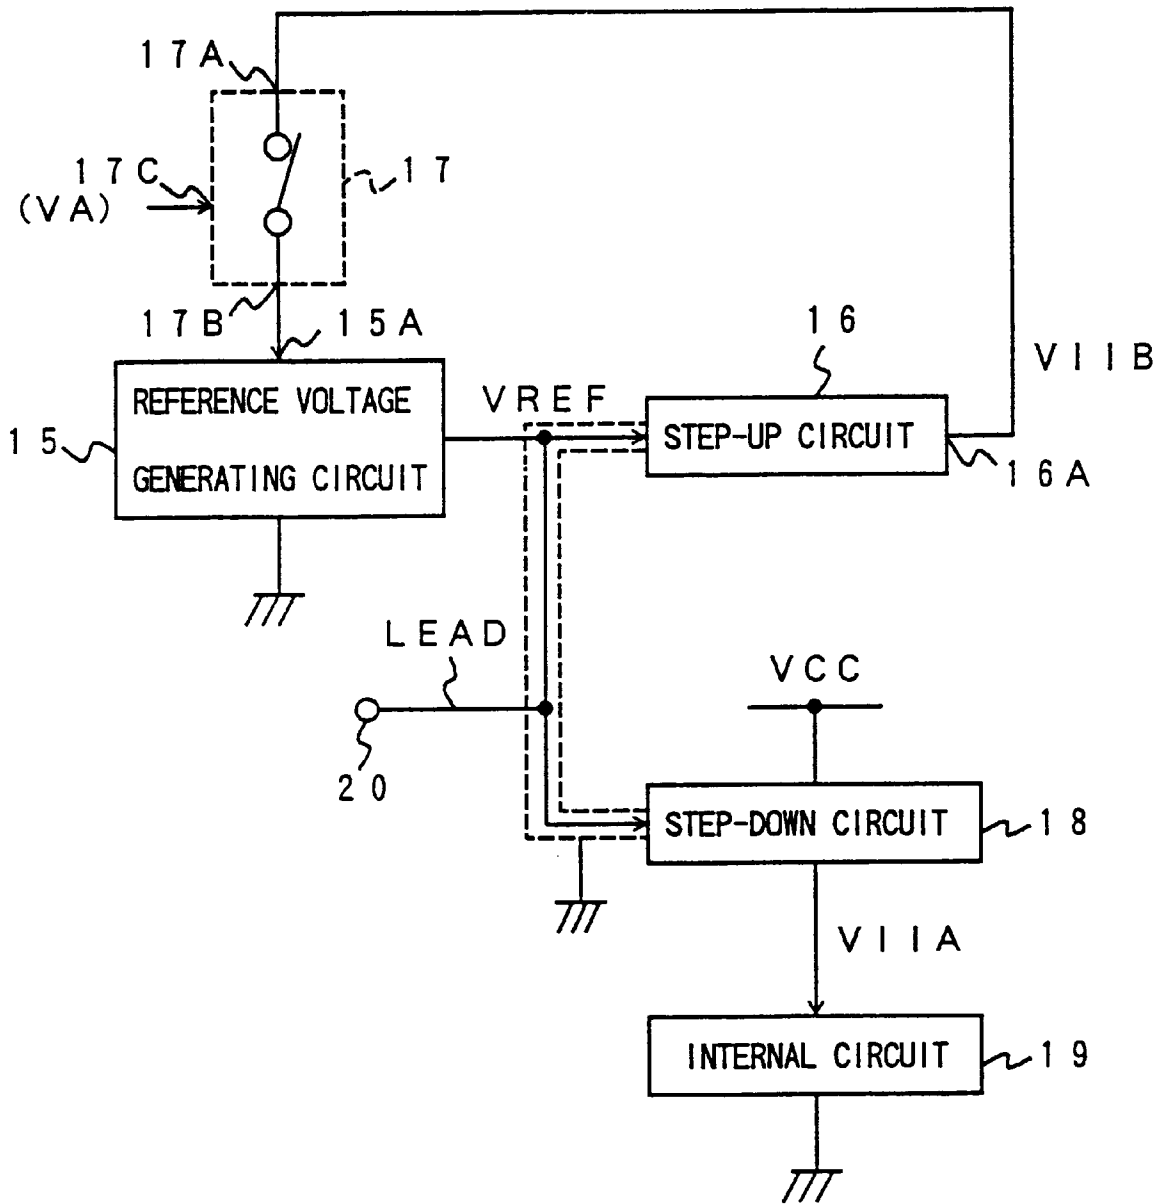 17A
17C
17
(VA)
17B
15A
16
VIIB
REFERENCE VOLTAGE
GENERATING CIRCUIT
VREF
15
STEP-UP CIRCUIT
16A
LEAD
VCC
20
STEP-DOWN CIRCUIT
18
VIIA
INTERNAL CIRCUIT
19